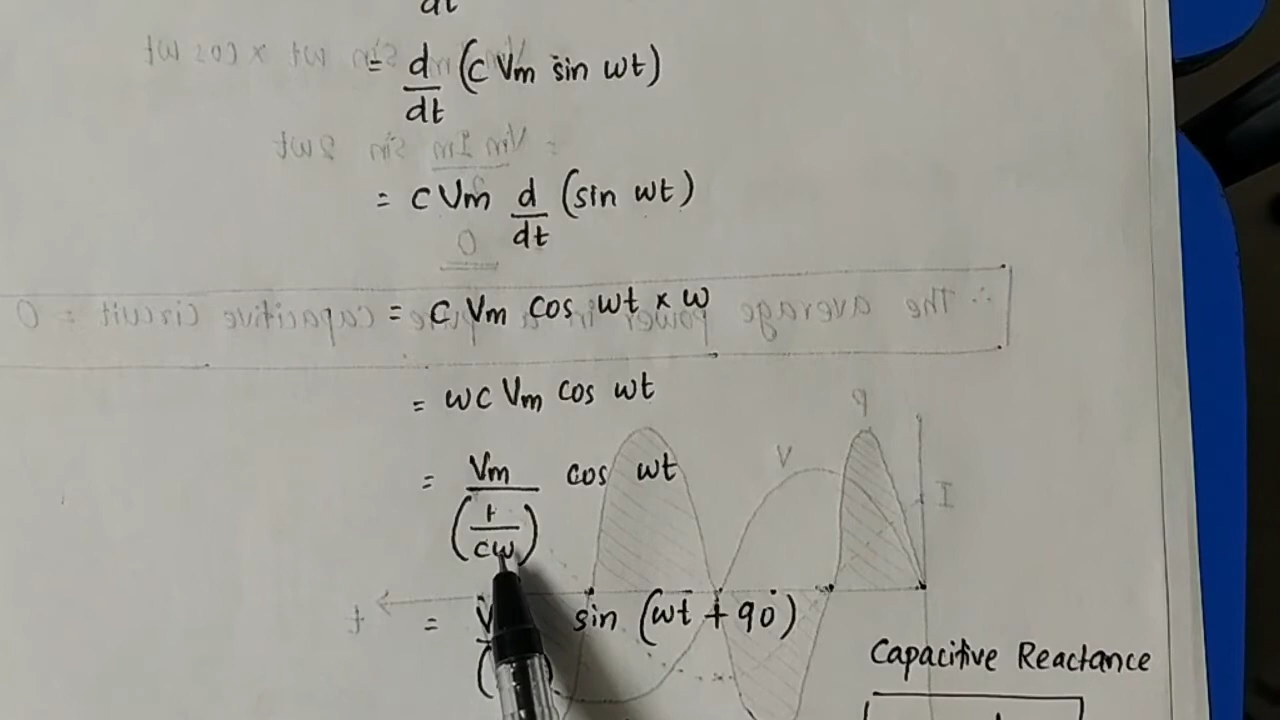 dt
= d/dt (C Vm sin wt)
= C Vm d/dt (sin wt)
= C Vm cos wt × w
= wc Vm cos wt
= Vm/(1/cw) cos wt
= V sin (wt + 90°)
Capacitive Reactance